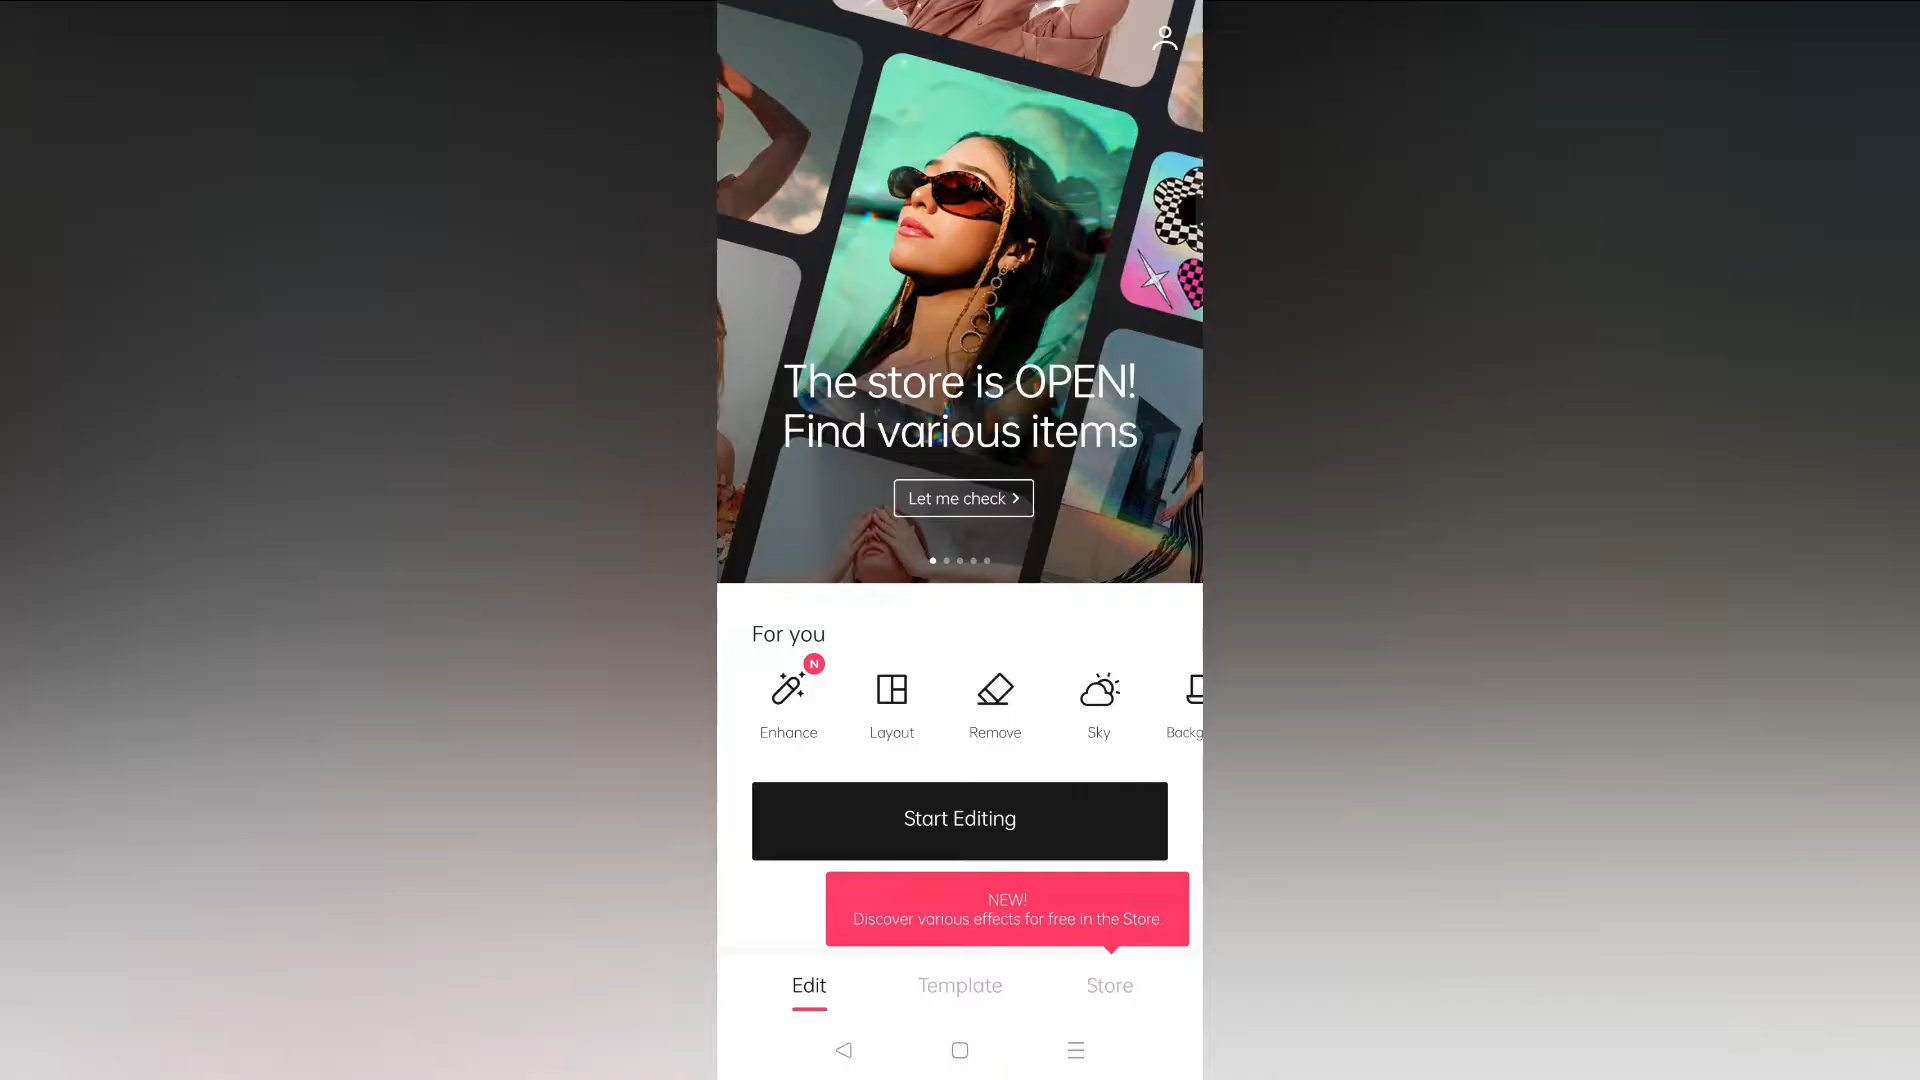 The store is OPEN!
Find various items
Let me check
For you
N
Enhance
Layout
Remove
Sky
Backg
Start Editing
NEW!
Discover various effects for free in the Store.
Edit
Template
Store